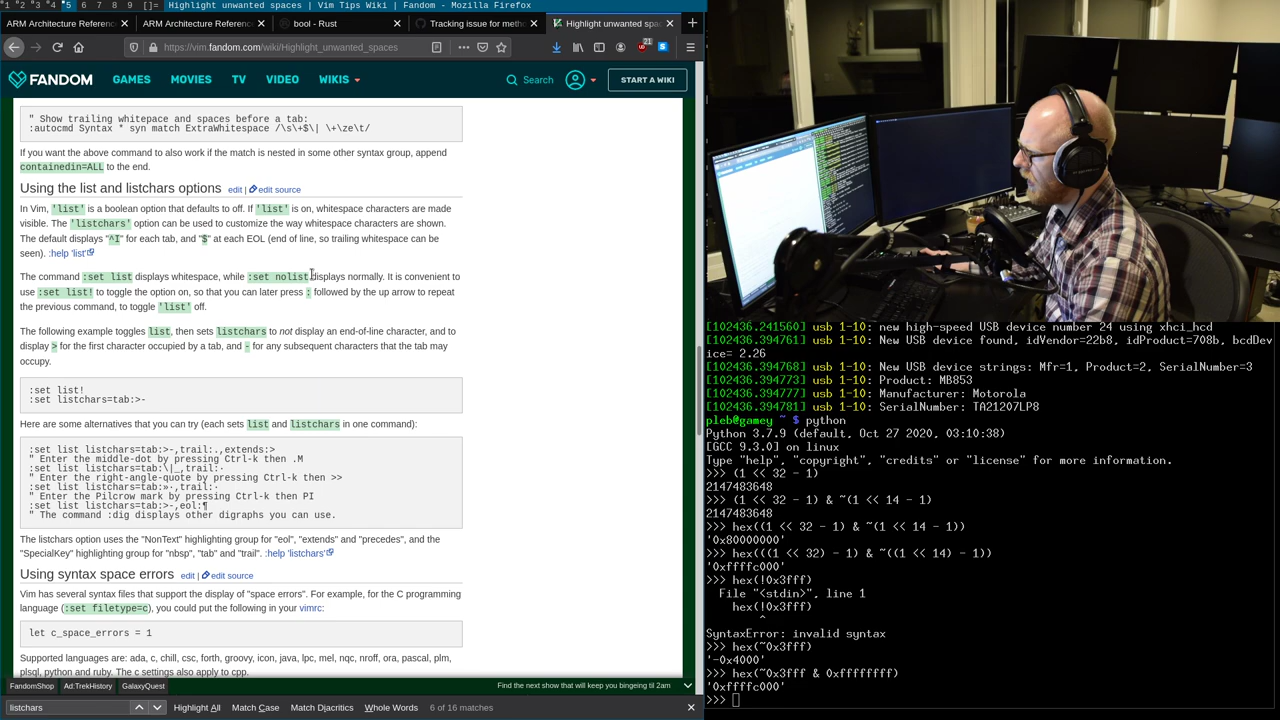 1 2 3 4 5 6 7 8 9 []= Highlight unwanted spaces | Vim Tips Wiki | Fandom - Mozilla Firefox
ARM Architecture Referenc
ARM Architecture Referenc
bool - Rust
Tracking issue for metho
Highlight unwanted spac
https://vim.fandom.com/wiki/Highlight_unwanted_spaces
21
S
FANDOM
GAMES
MOVIES
TV
VIDEO
WIKIS
Search
START A WIKI
" Show trailing whitepace and spaces before a tab:
:autocmd Syntax * syn match ExtraWhitespace /\s\+$\| \+\ze\t/
If you want the above command to also work if the match is nested in some other syntax group, append
containedin=ALL to the end.
Using the list and listchars options edit | edit source
In Vim, 'list' is a boolean option that defaults to off. If 'list' is on, whitespace characters are made
visible. The 'listchars' option can be used to customize the way whitespace characters are shown.
The default displays "^I" for each tab, and "$" at each EOL (end of line, so trailing whitespace can be
seen). :help 'list'
The command :set list displays whitespace, while :set nolist displays normally. It is convenient to
use :set list! to toggle the option on, so that you can later press : followed by the up arrow to repeat
the previous command, to toggle 'list' off.
The following example toggles list, then sets listchars to not display an end-of-line character, and to
display > for the first character occupied by a tab, and - for any subsequent characters that the tab may
occupy.
:set list!
:set listchars=tab:>-
Here are some alternatives that you can try (each sets list and listchars in one command):
:set list listchars=tab:>-,trail:.,extends:>
" Enter the middle-dot by pressing Ctrl-k then .M
:set list listchars=tab:\|_,trail:·
" Enter the right-angle-quote by pressing Ctrl-k then >>
:set list listchars=tab:»·,trail:·
" Enter the Pilcrow mark by pressing Ctrl-k then PI
:set list listchars=tab:>-,eol:¶
" The command :dig displays other digraphs you can use.
The listchars option uses the "NonText" highlighting group for "eol", "extends" and "precedes", and the
"SpecialKey" highlighting group for "nbsp", "tab" and "trail". :help 'listchars'
Using syntax space errors edit | edit source
Vim has several syntax files that support the display of "space errors". For example, for the C programming
language (:set filetype=c), you could put the following in your vimrc:
let c_space_errors = 1
Supported languages are: ada, c, chill, csc, forth, groovy, icon, java, lpc, mel, nqc, nroff, ora, pascal, plm,
plsql, python and ruby. The c settings also apply to cpp.
FandomShop
Ad:TrekHistory
GalaxyQuest
Find the next show that will keep you bingeing til 2am
listchars
Highlight All
Match Case
Match Diacritics
Whole Words
6 of 16 matches
[102436.241560] usb 1-10: new high-speed USB device number 24 using xhci_hcd
[102436.394761] usb 1-10: New USB device found, idVendor=22b8, idProduct=708b, bcdDev
ice= 2.26
[102436.394768] usb 1-10: New USB device strings: Mfr=1, Product=2, SerialNumber=3
[102436.394773] usb 1-10: Product: MB853
[102436.394777] usb 1-10: Manufacturer: Motorola
[102436.394781] usb 1-10: SerialNumber: TA21207LP8
pleb@gamey ~ $ python
Python 3.7.9 (default, Oct 27 2020, 03:10:38)
[GCC 9.3.0] on linux
Type "help", "copyright", "credits" or "license" for more information.
>>> (1 << 32 - 1)
2147483648
>>> (1 << 32 - 1) & ~(1 << 14 - 1)
2147483648
>>> hex((1 << 32 - 1) & ~(1 << 14 - 1))
'0x80000000'
>>> hex(((1 << 32) - 1) & ~((1 << 14) - 1))
'0xffffc000'
>>> hex(!0x3fff)
File "<stdin>", line 1
hex(!0x3fff)
^
SyntaxError: invalid syntax
>>> hex(~0x3fff)
'-0x4000'
>>> hex(~0x3fff & 0xffffffff)
'0xffffc000'
>>>